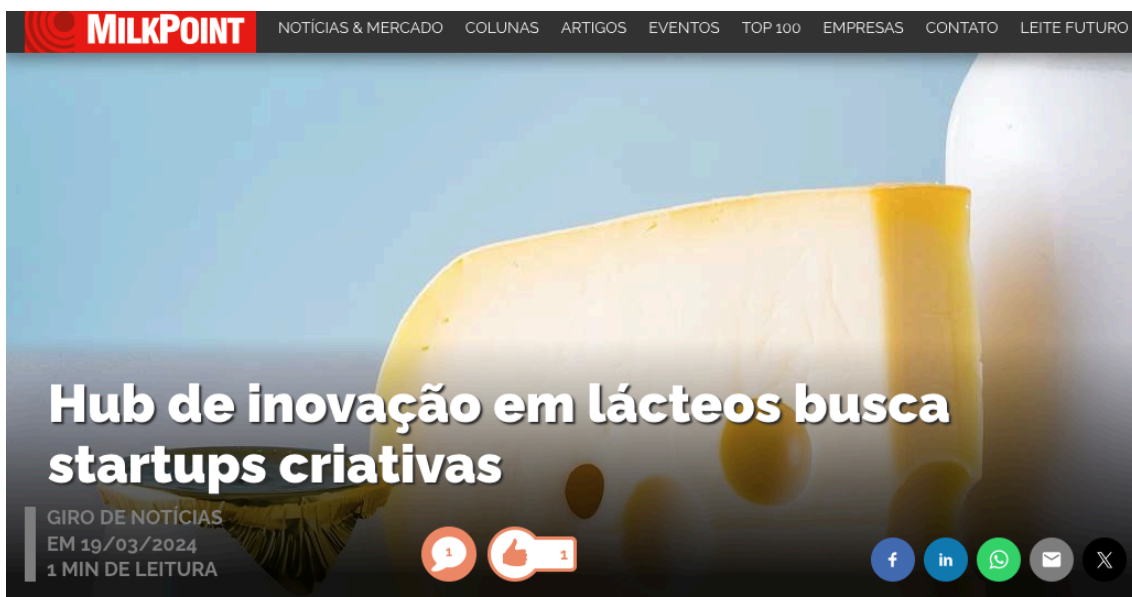 MILKPOINT NOTÍCIAS & MERCADO COLUNAS ARTIGOS EVENTOS TOP 100 EMPRESAS CONTATO LEITE FUTURO
Hub de inovação em lácteos busca
startups criativas
GIRO DE NOTÍCIAS
EM 19/03/2024
1 MIN DE LEITURA
1 1
f in X